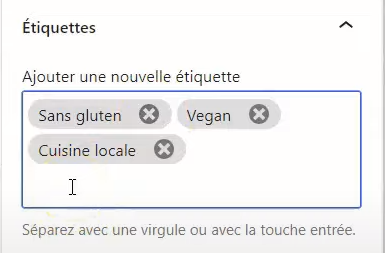 Étiquettes
Ajouter une nouvelle étiquette
Sans gluten Vegan
Cuisine locale
Séparez avec une virgule ou avec la touche entrée.